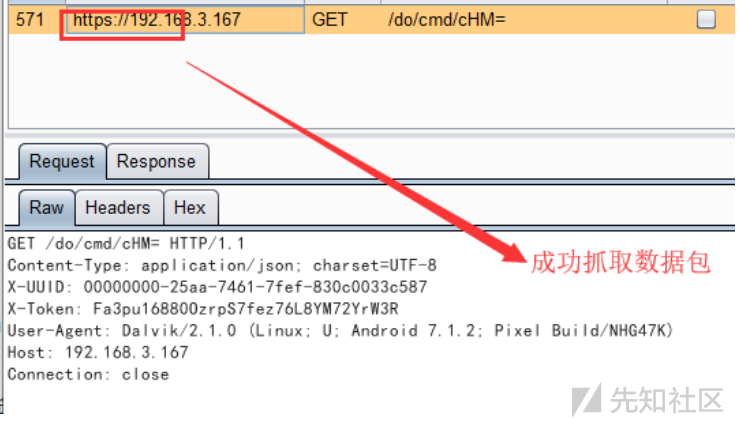 571 https://192.168.3.167 GET /do/cmd/cHM=
Request Response
Raw Headers Hex
GET /do/cmd/cHM= HTTP/1.1
Content-Type: application/json; charset=UTF-8
X-UUID: 00000000-25aa-7461-7fef-830c0033c587
X-Token: Fa3pu168800zrpS7fez76L8YM72YrW3R
User-Agent: Dalvik/2.1.0 (Linux; U; Android 7.1.2; Pixel Build/NHG47K)
Host: 192.168.3.167
Connection: close
成功抓取数据包
先知社区